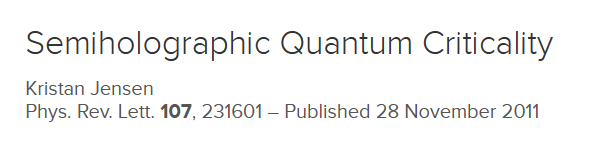 Semiholographic Quantum Criticality
Kristan Jensen
Phys. Rev. Lett. 107, 231601 – Published 28 November 2011